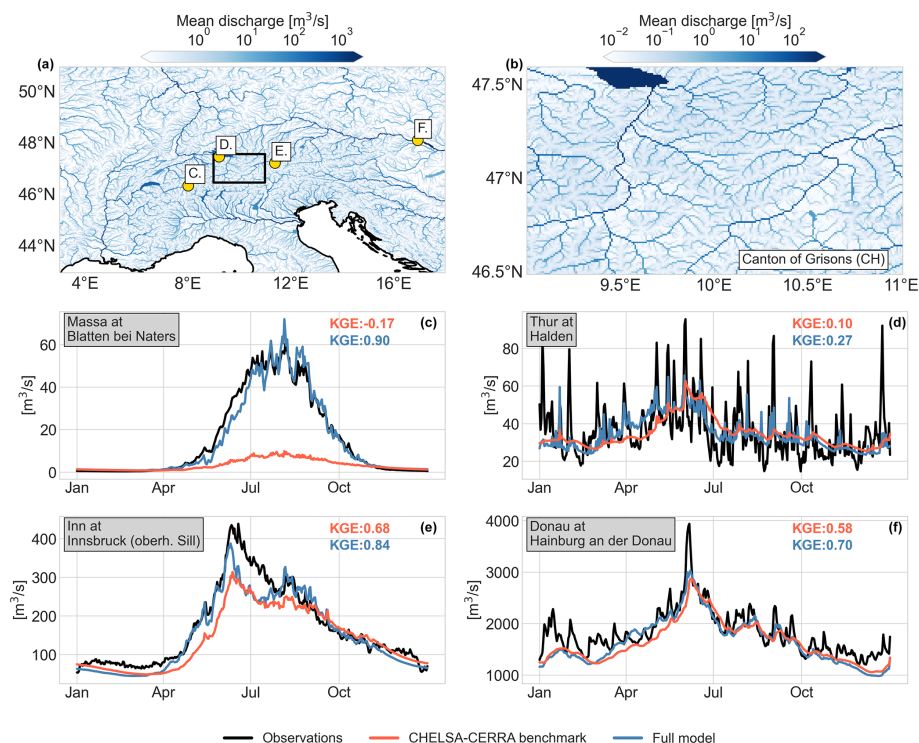 Mean discharge [m³/s]
10⁰ 10¹ 10² 10³
(a)
50°N
48°N
46°N
44°N
4°E 8°E 12°E 16°E
C.
D.
E.
F.
Mean discharge [m³/s]
10⁻² 10⁻¹ 10⁰ 10¹ 10²
(b)
47.5°N
47°N
46.5°N
9.5°E 10°E 10.5°E 11°E
Canton of Grisons (CH)
Massa at
Blatten bei Naters
KGE:-0.17
KGE:0.90
(c)
[m³/s]
60
40
20
0
Jan Apr Jul Oct
Thur at
Halden
KGE:0.10
KGE:0.27
(d)
[m³/s]
80
60
40
20
Jan Apr Jul Oct
Inn at
Innsbruck (oberh. Sill)
KGE:0.68
KGE:0.84
(e)
[m³/s]
400
300
200
100
Jan Apr Jul Oct
Donau at
Hainburg an der Donau
KGE:0.58
KGE:0.70
(f)
[m³/s]
4000
3000
2000
1000
Jan Apr Jul Oct
Observations CHELSA-CERRA benchmark Full model